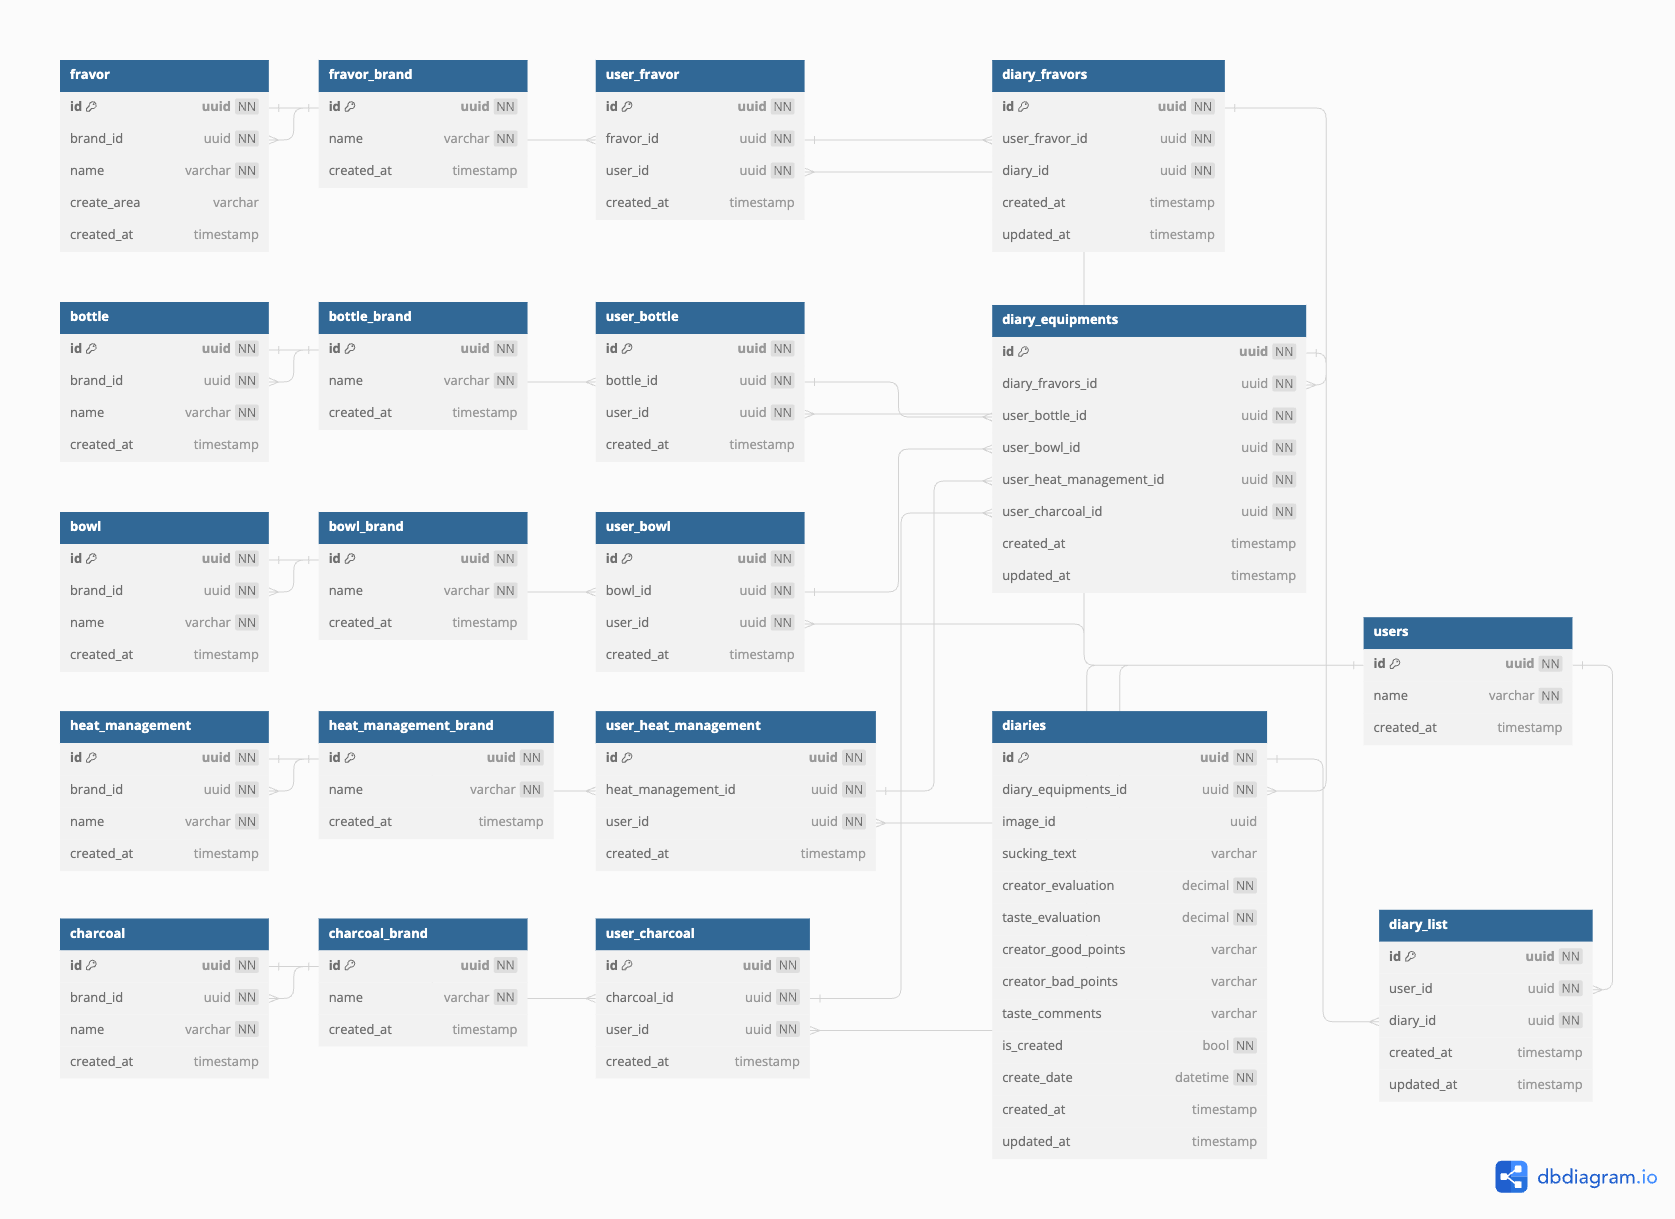 fravor
id uuid NN
brand_id uuid NN
name varchar NN
create_area varchar
created_at timestamp
fravor_brand
id uuid NN
name varchar NN
created_at timestamp
user_fravor
id uuid NN
fravor_id uuid NN
user_id uuid NN
created_at timestamp
diary_fravors
id uuid NN
user_fravor_id uuid NN
diary_id uuid NN
created_at timestamp
updated_at timestamp
bottle
id uuid NN
brand_id uuid NN
name varchar NN
created_at timestamp
bottle_brand
id uuid NN
name varchar NN
created_at timestamp
user_bottle
id uuid NN
bottle_id uuid NN
user_id uuid NN
created_at timestamp
diary_equipments
id uuid NN
diary_fravors_id uuid NN
user_bottle_id uuid NN
user_bowl_id uuid NN
user_heat_management_id uuid NN
user_charcoal_id uuid NN
created_at timestamp
updated_at timestamp
bowl
id uuid NN
brand_id uuid NN
name varchar NN
created_at timestamp
bowl_brand
id uuid NN
name varchar NN
created_at timestamp
user_bowl
id uuid NN
bowl_id uuid NN
user_id uuid NN
created_at timestamp
users
id uuid NN
name varchar NN
created_at timestamp
heat_management
id uuid NN
brand_id uuid NN
name varchar NN
created_at timestamp
heat_management_brand
id uuid NN
name varchar NN
created_at timestamp
user_heat_management
id uuid NN
heat_management_id uuid NN
user_id uuid NN
created_at timestamp
diaries
id uuid NN
diary_equipments_id uuid NN
image_id uuid
sucking_text varchar
creator_evaluation decimal NN
taste_evaluation decimal NN
creator_good_points varchar
creator_bad_points varchar
taste_comments varchar
is_created bool NN
create_date datetime NN
created_at timestamp
updated_at timestamp
charcoal
id uuid NN
brand_id uuid NN
name varchar NN
created_at timestamp
charcoal_brand
id uuid NN
name varchar NN
created_at timestamp
user_charcoal
id uuid NN
charcoal_id uuid NN
user_id uuid NN
created_at timestamp
diary_list
id uuid NN
user_id uuid NN
diary_id uuid NN
created_at timestamp
updated_at timestamp
dbdiagram.io